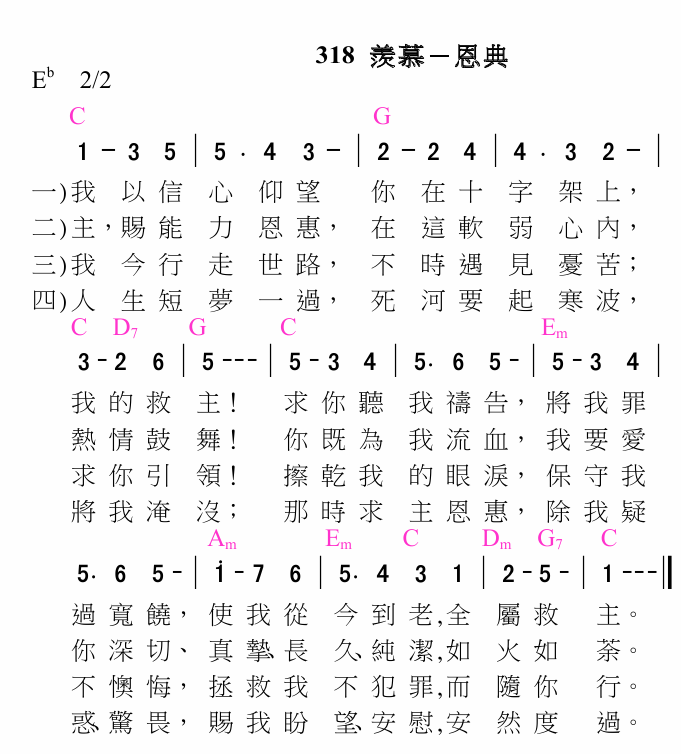 318 羨慕－恩典
E♭ 2/2
C G
1 - 3 5 | 5 . 4 3 - | 2 - 2 4 | 4 . 3 2 - |
一)我 以 信 心 仰 望 你 在 十 字 架 上，
二)主，賜 能 力 恩 惠， 在 這 軟 弱 心 內，
三)我 今 行 走 世 路， 不 時 遇 見 憂 苦；
四)人 生 短 夢 一 過， 死 河 要 起 寒 波，
C D7 G C Em
3 - 2 6 | 5 - - - | 5 - 3 4 | 5. 6 5 - | 5 - 3 4 |
我 的 救 主！ 求 你 聽 我 禱 告， 將 我 罪
熱 情 鼓 舞！ 你 既 為 我 流 血， 我 要 愛
求 你 引 領！ 擦 乾 我 的 眼 淚， 保 守 我
將 我 淹 沒； 那 時 求 主 恩 惠， 除 我 疑
Am Em C Dm G7 C
5. 6 5 - | i - 7 6 | 5. 4 3 1 | 2 - 5 - | 1 - - - ‖
過 寬 饒， 使 我 從 今 到 老,全 屬 救 主。
你 深 切、 真 摯、長 久、純 潔,如 火 如 荼。
不 懊 悔， 拯 救 我 不 犯 罪,而 隨 你 行。
惑、驚 畏， 賜 我 盼 望、安 慰,安 然 度 過。